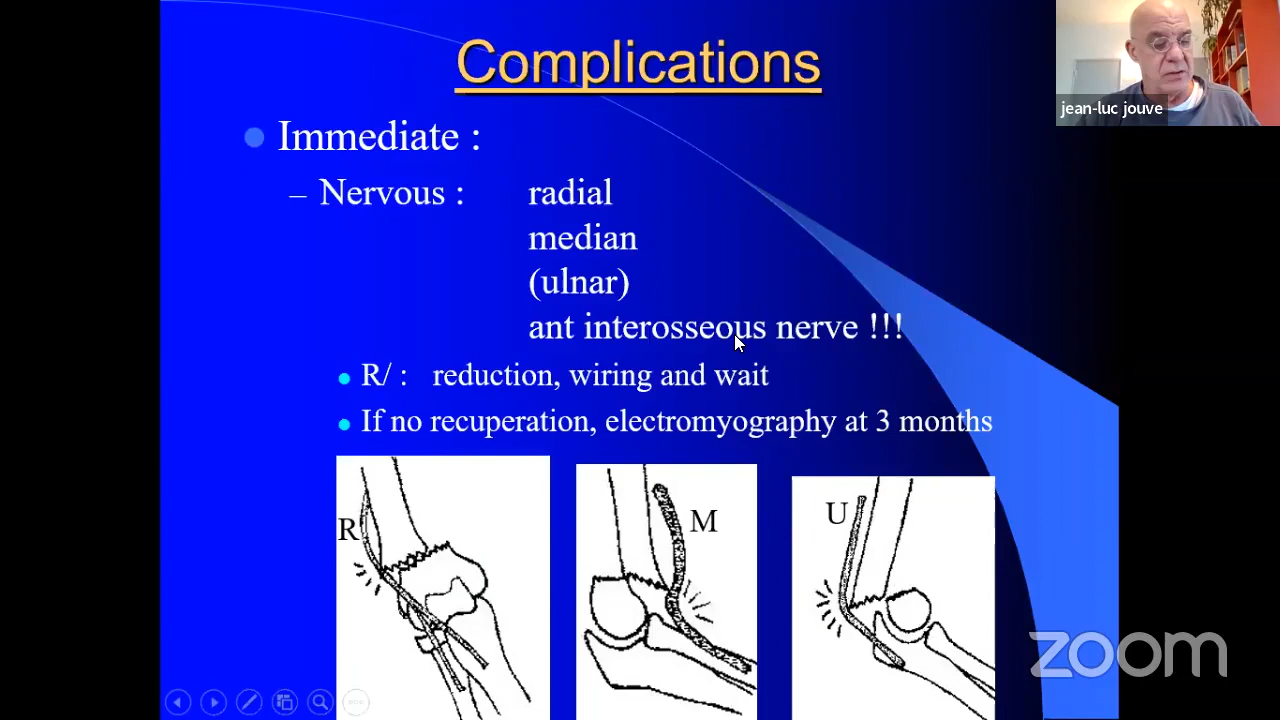 Complications
jean-luc jouve
Immediate :
– Nervous : radial
median
(ulnar)
ant interosseous nerve !!!
R/ : reduction, wiring and wait
If no recuperation, electromyography at 3 months
R
M
U
zoom